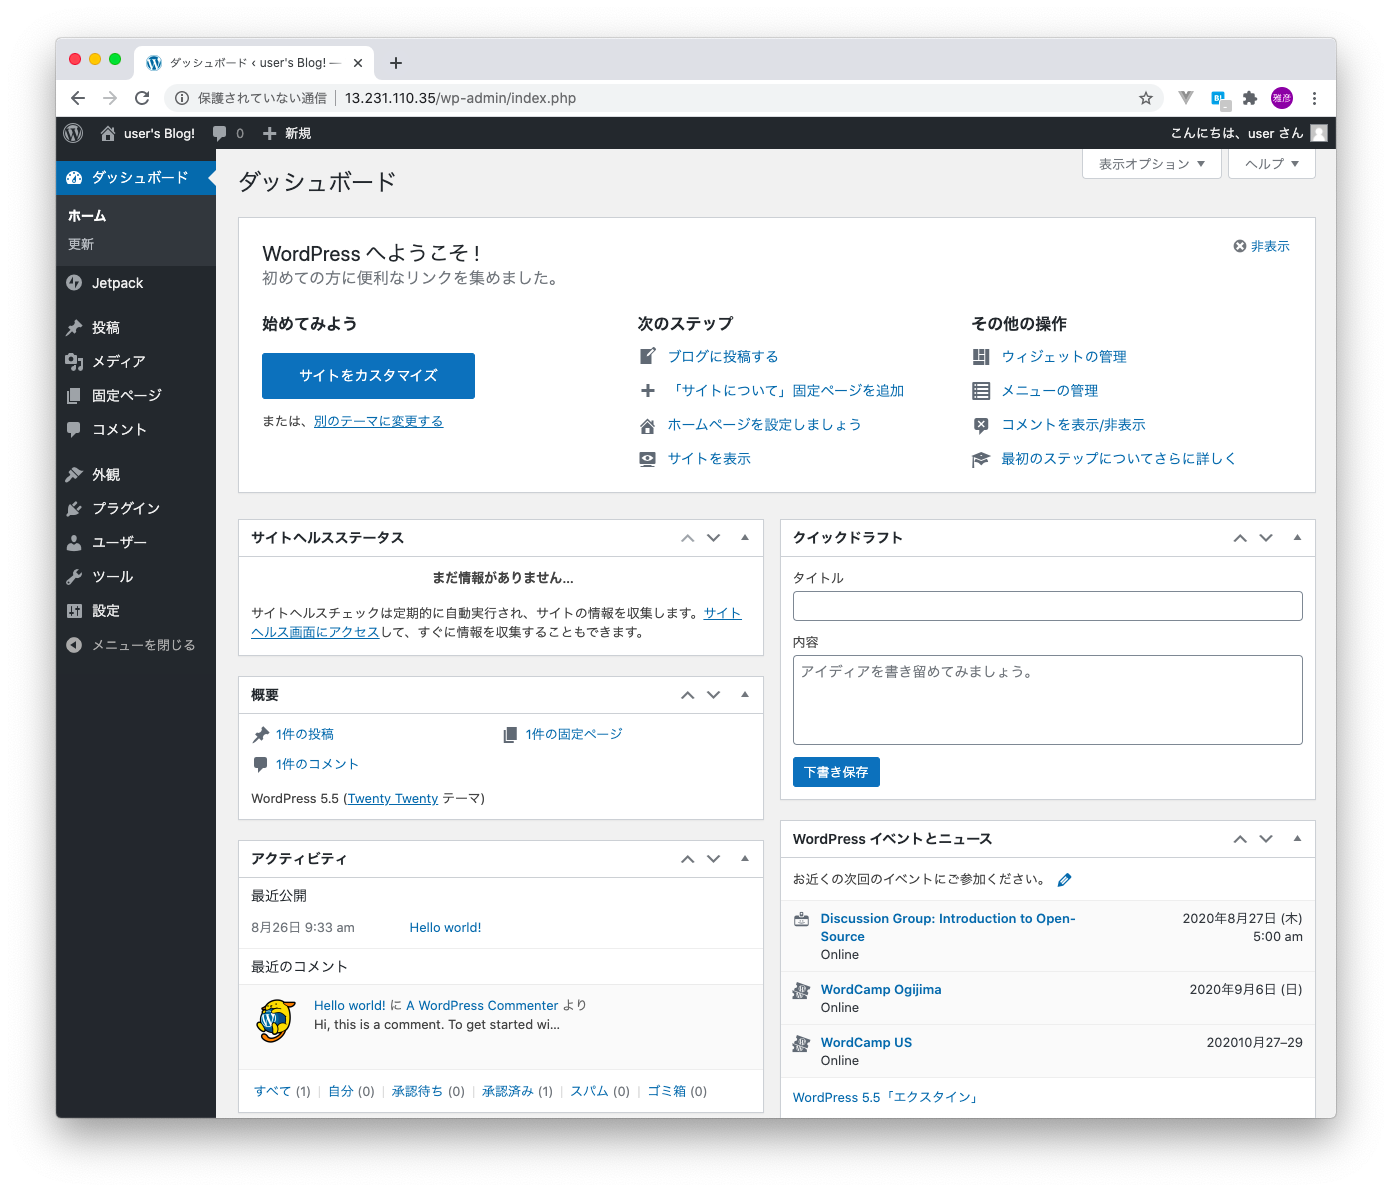 ダッシュボード ‹ user's Blog! —
保護されていない通信 13.231.110.35/wp-admin/index.php
雅彦
user's Blog! 0 新規
こんにちは、user さん
ダッシュボード
ホーム
更新
Jetpack
投稿
メディア
固定ページ
コメント
外観
プラグイン
ユーザー
ツール
設定
メニューを閉じる
表示オプション
ヘルプ
ダッシュボード
WordPress へようこそ !
初めての方に便利なリンクを集めました。
非表示
始めてみよう
サイトをカスタマイズ
または、別のテーマに変更する
次のステップ
ブログに投稿する
「サイトについて」固定ページを追加
ホームページを設定しましょう
サイトを表示
その他の操作
ウィジェットの管理
メニューの管理
コメントを表示/非表示
最初のステップについてさらに詳しく
サイトヘルスステータス
まだ情報がありません…
サイトヘルスチェックは定期的に自動実行され、サイトの情報を収集します。サイト
ヘルス画面にアクセスして、すぐに情報を収集することもできます。
概要
1件の投稿
1件の固定ページ
1件のコメント
WordPress 5.5 (Twenty Twenty テーマ)
アクティビティ
最近公開
8月26日 9:33 am Hello world!
最近のコメント
Hello world! に A WordPress Commenter より
Hi, this is a comment. To get started wi…
すべて (1) | 自分 (0) | 承認待ち (0) | 承認済み (1) | スパム (0) | ゴミ箱 (0)
クイックドラフト
タイトル
内容
アイディアを書き留めてみましょう。
下書き保存
WordPress イベントとニュース
お近くの次回のイベントにご参加ください。
Discussion Group: Introduction to Open-
Source
Online
2020年8月27日 (木)
5:00 am
WordCamp Ogijima
Online
2020年9月6日 (日)
WordCamp US
Online
202010月27–29
WordPress 5.5「エクスタイン」